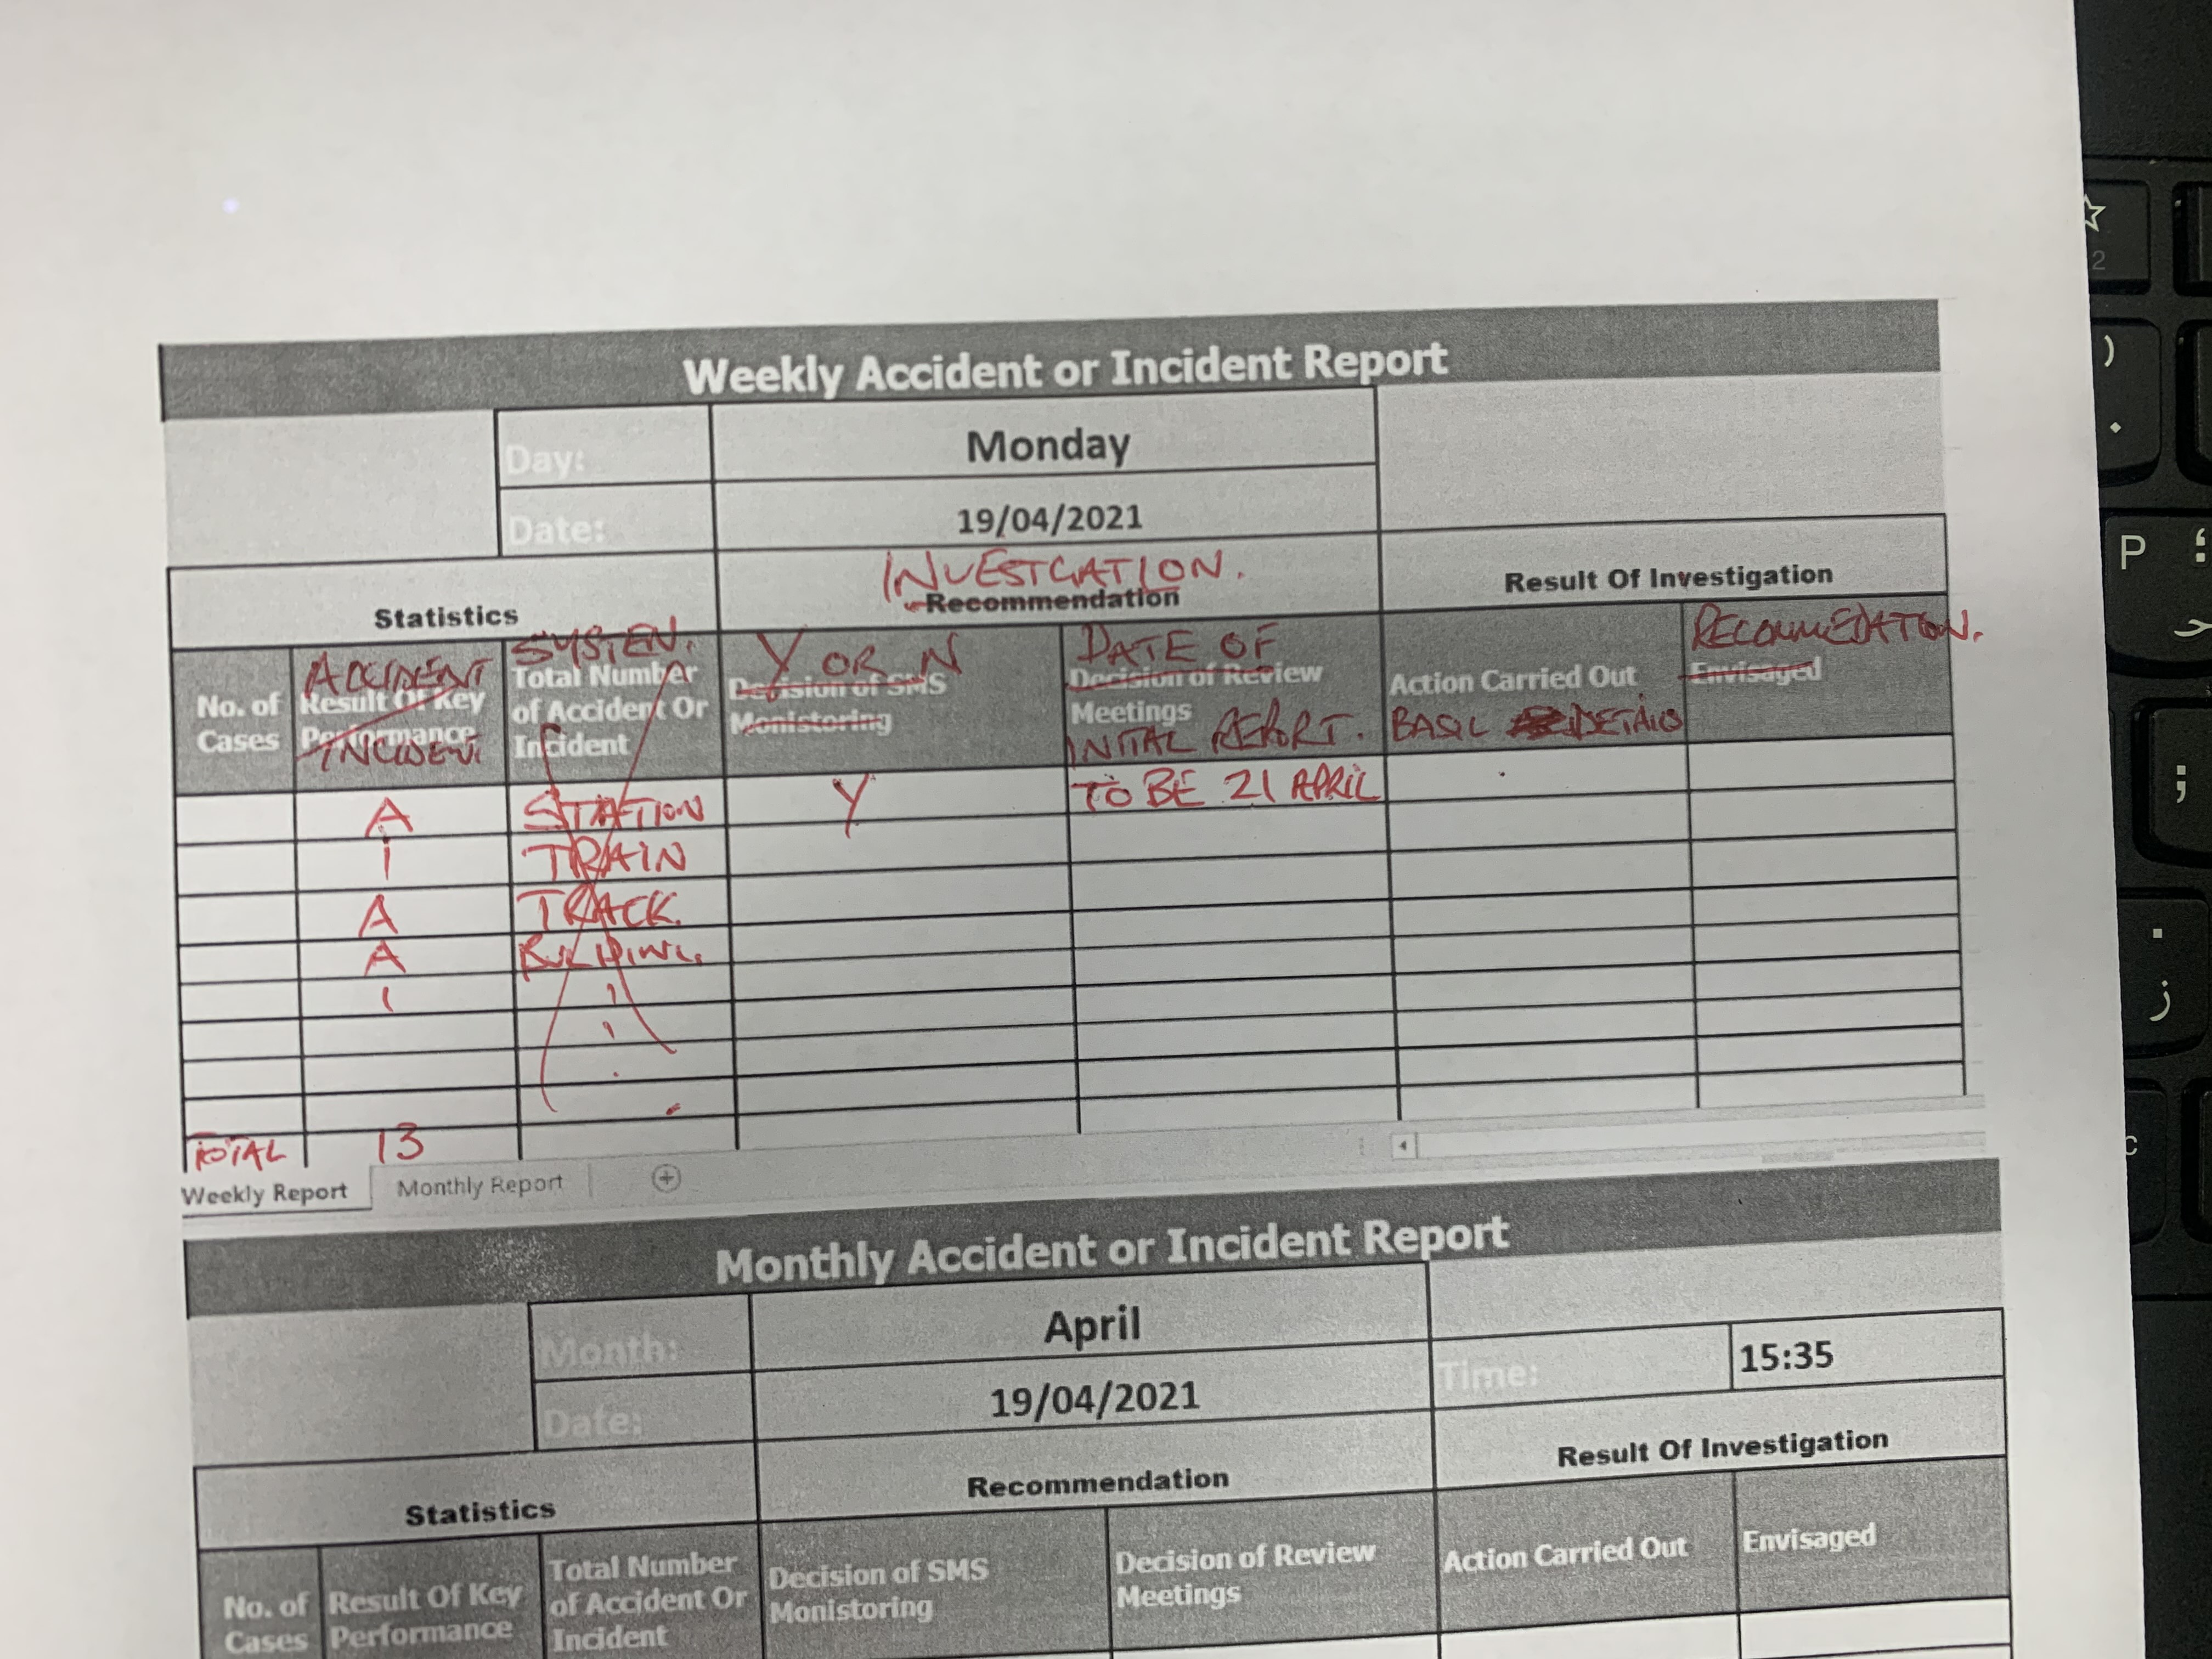 Weekly Accident or Incident Report
Day: Monday
Date: 19/04/2021
INVESTGATION.
Statistics Recommendation Result Of Investigation
ACCIDENT SYSTEM. Y OR N DATE OF RECOMMEDATION.
No. of Cases
Result Of Key Performance
INCIDENT.
Total Number of Accident Or Incident
Decision of SMS Monistoring
Decision of Review Meetings
INITAL REPORT.
Action Carried Out
BASIC DETAILS
Envisaged
A STATION Y TO BE 21 APRIL
I TRAIN
A TRACK.
A BUILDING.
I
TOTAL 13
Weekly Report Monthly Report
Monthly Accident or Incident Report
Month: April
Time: 15:35
Date: 19/04/2021
Statistics Recommendation Result Of Investigation
No. of Cases
Result Of Key Performance
Total Number of Accident Or Incident
Decision of SMS Monistoring
Decision of Review Meetings
Action Carried Out
Envisaged
2
)
P
;
ز
c